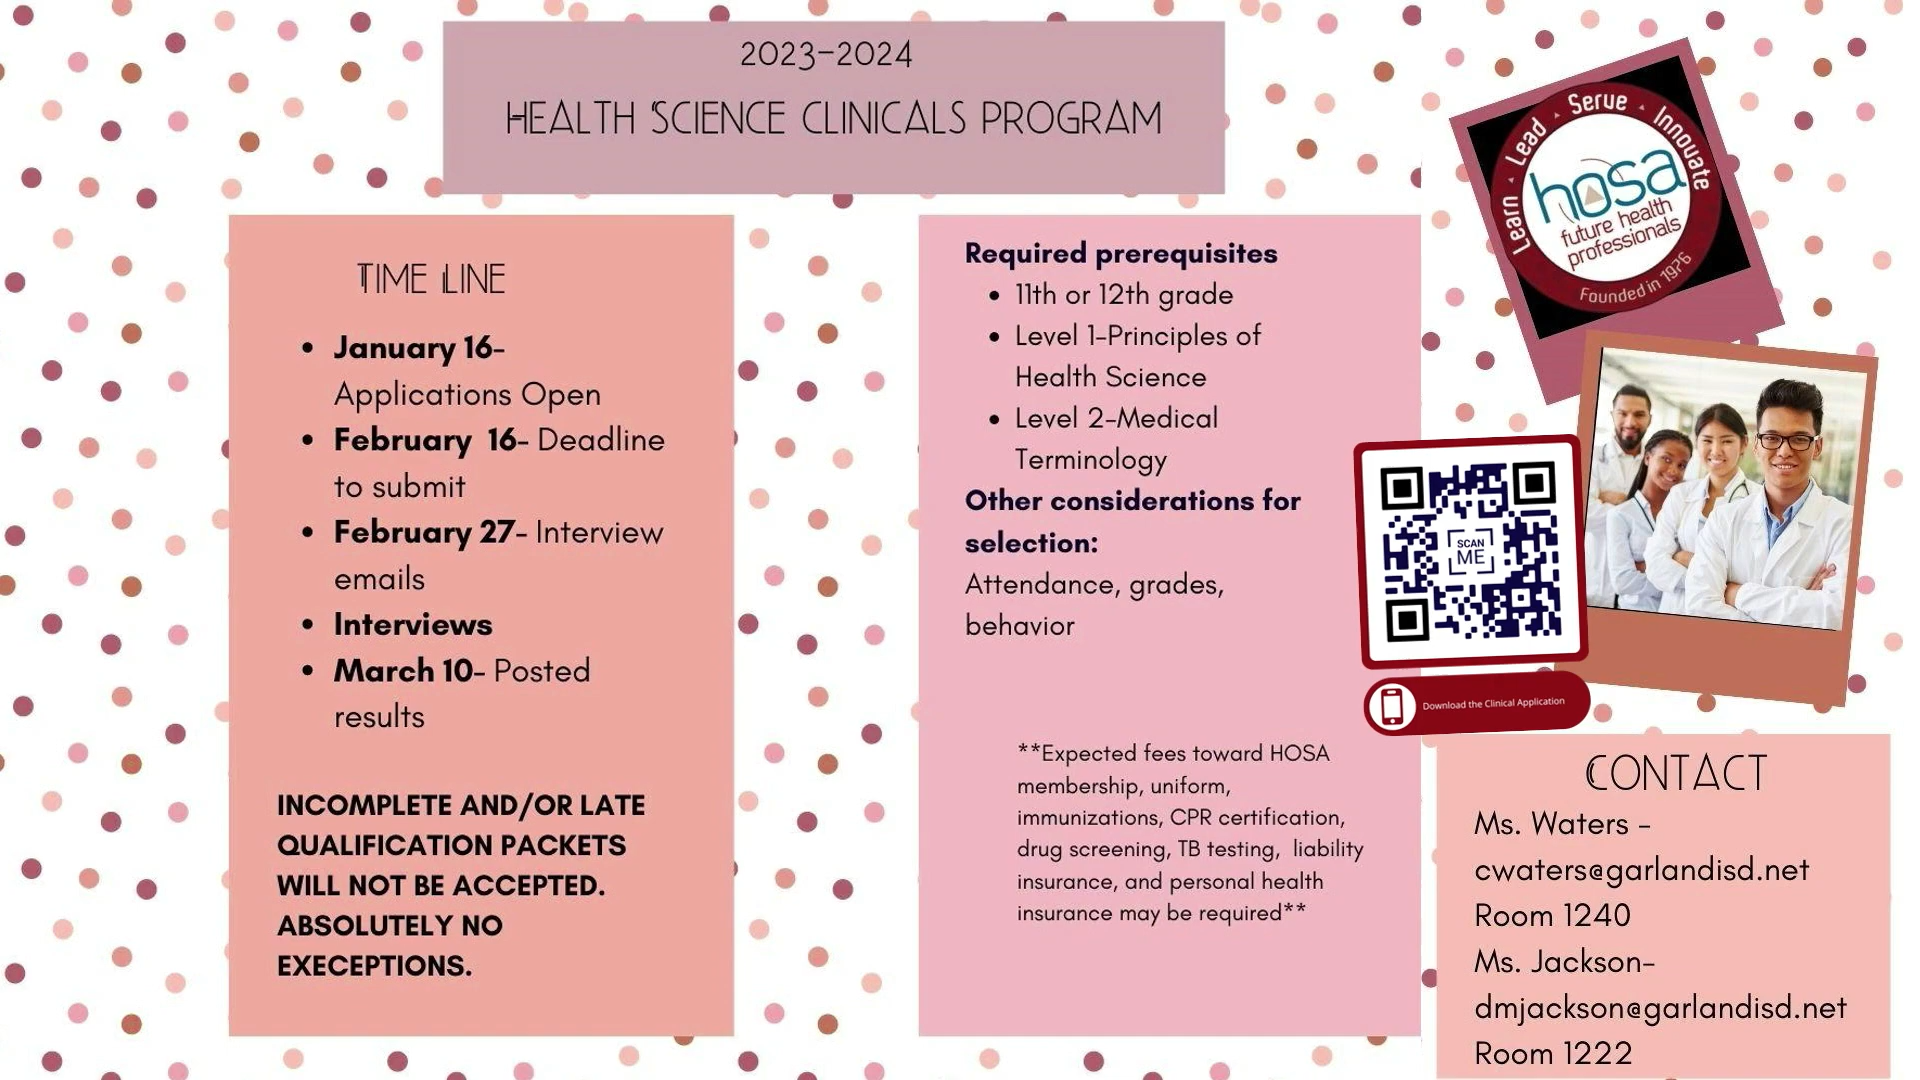 2023-2024
HEALTH SCIENCE CLINICALS PROGRAM
TIME LINE
• January 16-
Applications Open
• February  16- Deadline
to submit
• February 27- Interview
emails
• Interviews
• March 10- Posted
results
INCOMPLETE AND/OR LATE
QUALIFICATION PACKETS
WILL NOT BE ACCEPTED.
ABSOLUTELY NO
EXECEPTIONS.
Required prerequisites
• 11th or 12th grade
• Level 1-Principles of
Health Science
• Level 2-Medical
Terminology
Other considerations for
selection:
Attendance, grades,
behavior
**Expected fees toward HOSA
membership, uniform,
immunizations, CPR certification,
drug screening, TB testing,  liability
insurance, and personal health
insurance may be required**
Learn · Lead · Serve · Innovate
hosa
future health
professionals
Founded in 1976
SCAN
ME
Download the Clinical Application
CONTACT
Ms. Waters -
cwaters@garlandisd.net
Room 1240
Ms. Jackson-
dmjackson@garlandisd.net
Room 1222